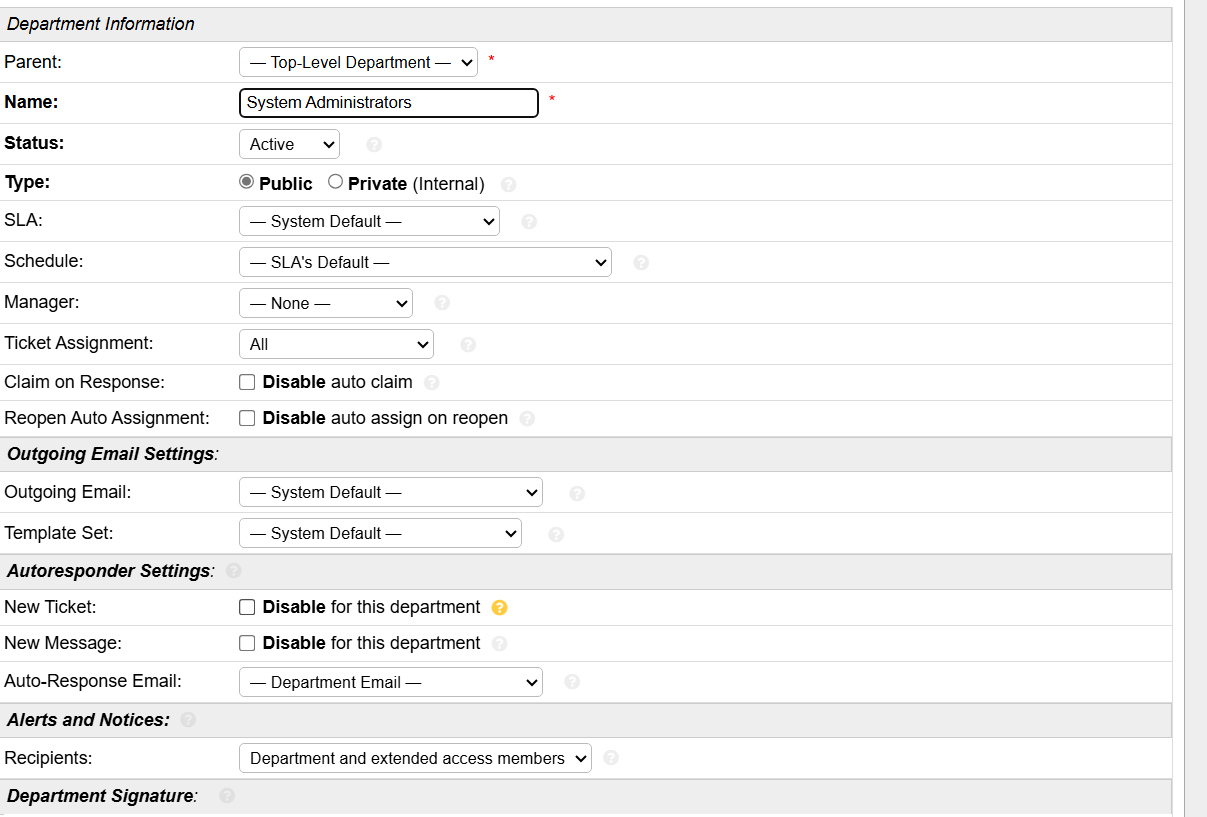 Department Information
Parent: — Top-Level Department — *
Name: System Administrators *
Status: Active ?
Type: Public Private (Internal) ?
SLA: — System Default — ?
Schedule: — SLA's Default — ?
Manager: — None — ?
Ticket Assignment: All ?
Claim on Response: Disable auto claim ?
Reopen Auto Assignment: Disable auto assign on reopen ?
Outgoing Email Settings:
Outgoing Email: — System Default — ?
Template Set: — System Default — ?
Autoresponder Settings: ?
New Ticket: Disable for this department ?
New Message: Disable for this department ?
Auto-Response Email: — Department Email — ?
Alerts and Notices: ?
Recipients: Department and extended access members ?
Department Signature: ?